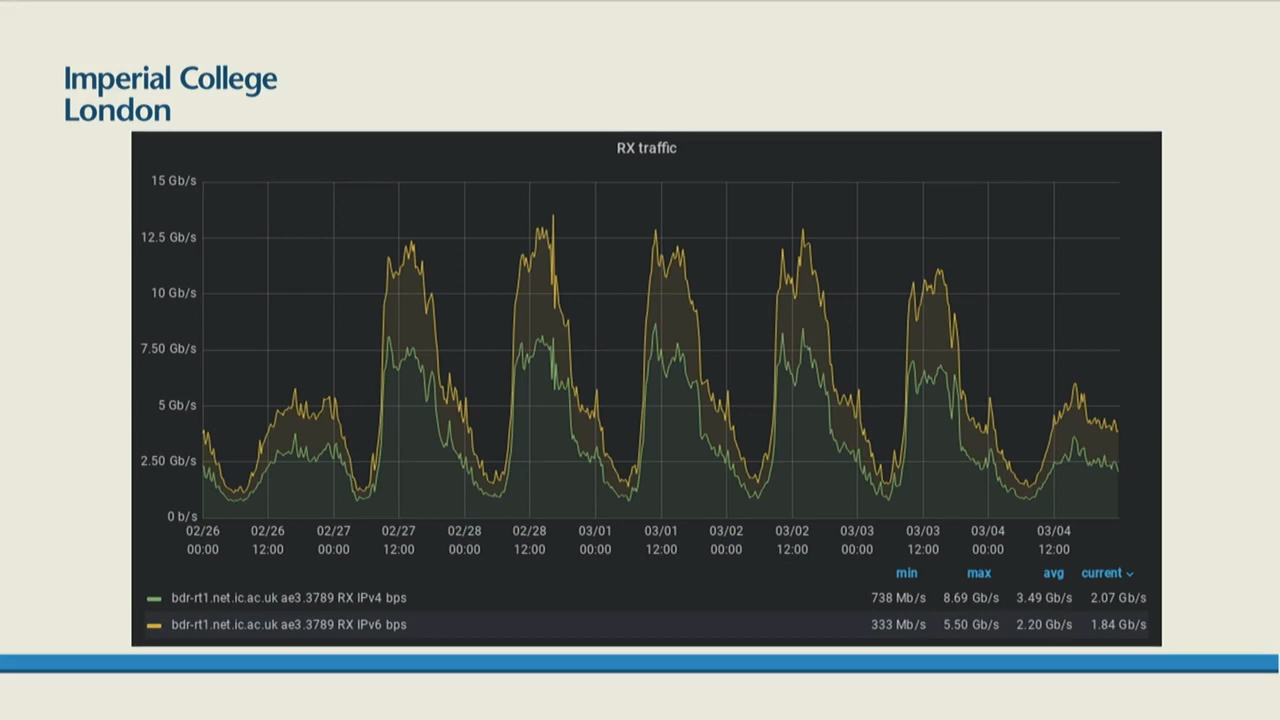 Imperial College
London
RX traffic
15 Gb/s
12.5 Gb/s
10 Gb/s
7.50 Gb/s
5 Gb/s
2.50 Gb/s
0 b/s
02/26 02/26 02/27 02/27 02/28 02/28 03/01 03/01 03/02 03/02 03/03 03/03 03/04 03/04
00:00 12:00 00:00 12:00 00:00 12:00 00:00 12:00 00:00 12:00 00:00 12:00 00:00 12:00
min max avg current
bdr-rt1.net.ic.ac.uk ae3.3789 RX IPv4 bps 738 Mb/s 8.69 Gb/s 3.49 Gb/s 2.07 Gb/s
bdr-rt1.net.ic.ac.uk ae3.3789 RX IPv6 bps 333 Mb/s 5.50 Gb/s 2.20 Gb/s 1.84 Gb/s